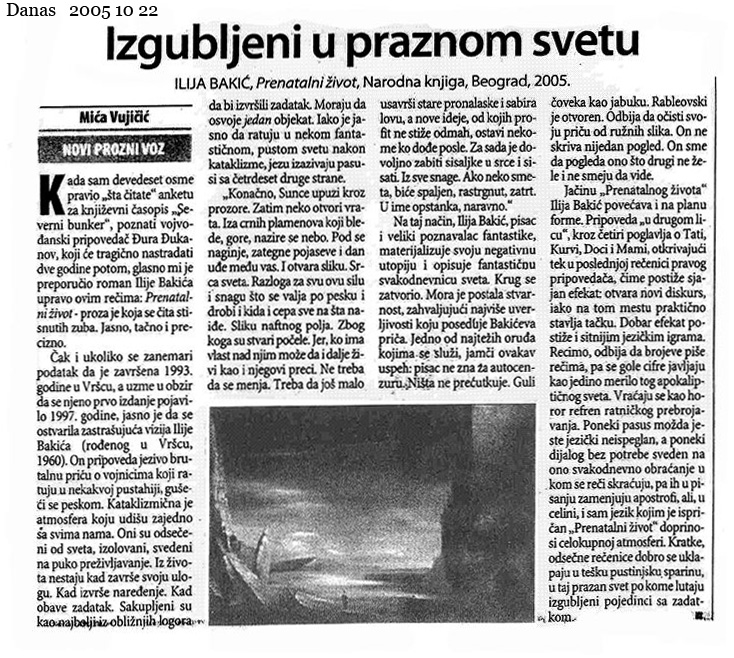 Danas 2005 10 22
Izgubljeni u praznom svetu
ILIJA BAKIĆ, Prenatalni život, Narodna knjiga, Beograd, 2005.
Mića Vujičić
NOVI PROZNI VOZ
Kada sam devedeset osme
pravio „šta čitate" anketu
za književni časopis „Se-
verni bunker", poznati vojvo-
đanski pripovedač Đura Đuka-
nov, koji će tragično nastradati
dve godine potom, glasno mi je
preporučio roman Ilije Bakića
upravo ovim rečima: Prenatal-
ni život - proza je koja se čita sti-
snutih zuba. Jasno, tačno i pre-
cizno.
Čak i ukoliko se zanemari
podatak da je završena 1993.
godine u Vršcu, a uzme u obzir
da se njeno prvo izdanje pojavi-
lo 1997. godine, jasno je da se
ostvarila zastrašujuća vizija Ilije
Bakića (rođenog u Vršcu,
1960). On pripoveda jezivo bru-
talnu priču o vojnicima koji ra-
tuju u nekakvoj pustahiji, guše-
ći se peskom. Kataklizmična je
atmosfera koju udišu zajedno
sa svima nama. Oni su odseče-
ni od sveta, izolovani, svedeni
na puko preživljavanje. Iz živo-
ta nestaju kad završe svoju ulo-
gu. Kad izvrše naređenje. Kad
obave zadatak. Sakupljeni su
kao najbolji iz obližnjih logora
da bi izvršili zadatak. Moraju da
osvoje jedan objekat. Iako je ja-
sno da ratuju u nekom fanta-
stičnom, pustom svetu nakon
kataklizme, jezu izazivaju pasu-
si sa četrdeset druge strane.
„Konačno, Sunce upuzi kroz
prozore. Zatim neko otvori vra-
ta. Iza crnih plamenova koji ble-
de, gore, nazire se nebo. Pod se
naginje, zategne pojaseve i dan
uđe među vas. I otvara sliku. Sr-
ca sveta. Razloga za svu ovu silu
i snagu što se valja po pesku i
drobi i kida i cepa sve na šta na-
iđe. Sliku naftnog polja. Zbog
koga su stvari počele. Jer, ko ima
vlast nad njim može da i dalje ži-
vi kao i njegovi preci. Ne treba
da se menja. Treba da još malo
usavrši stare pronalaske i sabira
lovu, a nove ideje, od kojih pro-
fit ne stiže odmah, ostavi neko-
me ko dođe posle. Za sada je do-
voljno zabiti sisaljke u srce i sisa-
ti. Iz sve snage. Ako neko sme-
ta, biće spaljen, rastrgnut, zatrt.
U ime opstanka, naravno."
Na taj način, Ilija Bakić, pisac
i veliki poznavalac fantastike,
materijalizuje svoju negativnu
utopiju i opisuje fantastičnu
svakodnevnicu sveta. Krug se
zatvorio. Mora je postala stvar-
nost, zahvaljujući najviše uver-
ljivosti koju poseduje Bakićeva
priča. Jedno od najtežih oruđa
kojima se služi, jamči ovakav
uspeh: pisac ne zna za autocen-
zuru. Ništa ne prećutkuje. Guli
čoveka kao jabuku. Rableovski
je otvoren. Odbija da očisti svo-
ju priču od ružnih slika. On ne
skriva nijedan pogled. On sme
da pogleda ono što drugi ne že-
le i ne smeju da vide.
Jačinu „Prenatalnog života"
Ilija Bakić povećava i na planu
forme. Pripoveda „u drugom li-
cu", kroz četiri poglavlja o Tati,
Kurvi, Doci i Mami, otkrivajući
tek u poslednjoj rečenici pravog
pripovedača, čime postiže sja-
jan efekat: otvara novi diskurs,
iako na tom mestu praktično
stavlja tačku. Dobar efekat po-
stiže i sitnijim jezičkim igrama.
Recimo, odbija da brojeve piše
rečima, pa se gole cifre javljaju
kao jedino merilo tog apokalip-
tičnog sveta. Vraćaju se kao ho-
ror refren ratničkog prebroja-
vanja. Poneki pasus možda je-
ste jezički neispeglan, a poneki
dijalog bez potrebe sveden na
ono svakodnevno obraćanje u
kom se reči skraćuju, pa ih u pi-
sanju zamenjuju apostrofi, ali, u
celini, i sam jezik kojim je ispri-
čan „Prenatalni život" doprino-
si celokupnoj atmosferi. Kratke,
odsečne rečenice dobro se ukla-
paju u tešku pustinjsku sparinu,
u taj prazan svet po kome lutaju
izgubljeni pojedinci sa zadat-
kom.